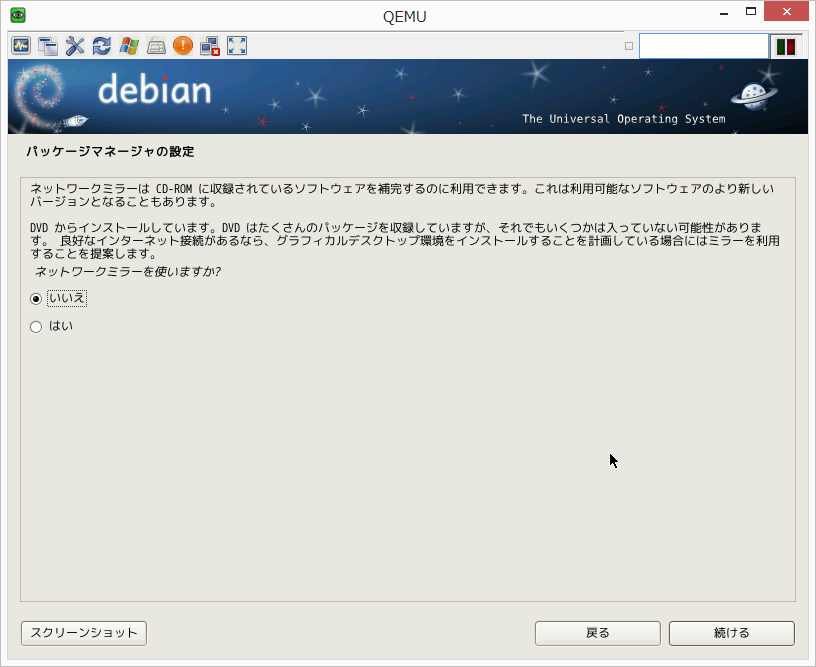 QEMU
debian
The Universal Operating System
パッケージマネージャの設定
ネットワークミラーは CD-ROM に収録されているソフトウェアを補完するのに利用できます。これは利用可能なソフトウェアのより新しい
バージョンとなることもあります。
DVD からインストールしています。DVD はたくさんのパッケージを収録していますが、それでもいくつかは入っていない可能性がありま
す。 良好なインターネット接続があるなら、グラフィカルデスクトップ環境をインストールすることを計画している場合にはミラーを利用
することを提案します。
ネットワークミラーを使いますか?
いいえ
はい
スクリーンショット
戻る
続ける